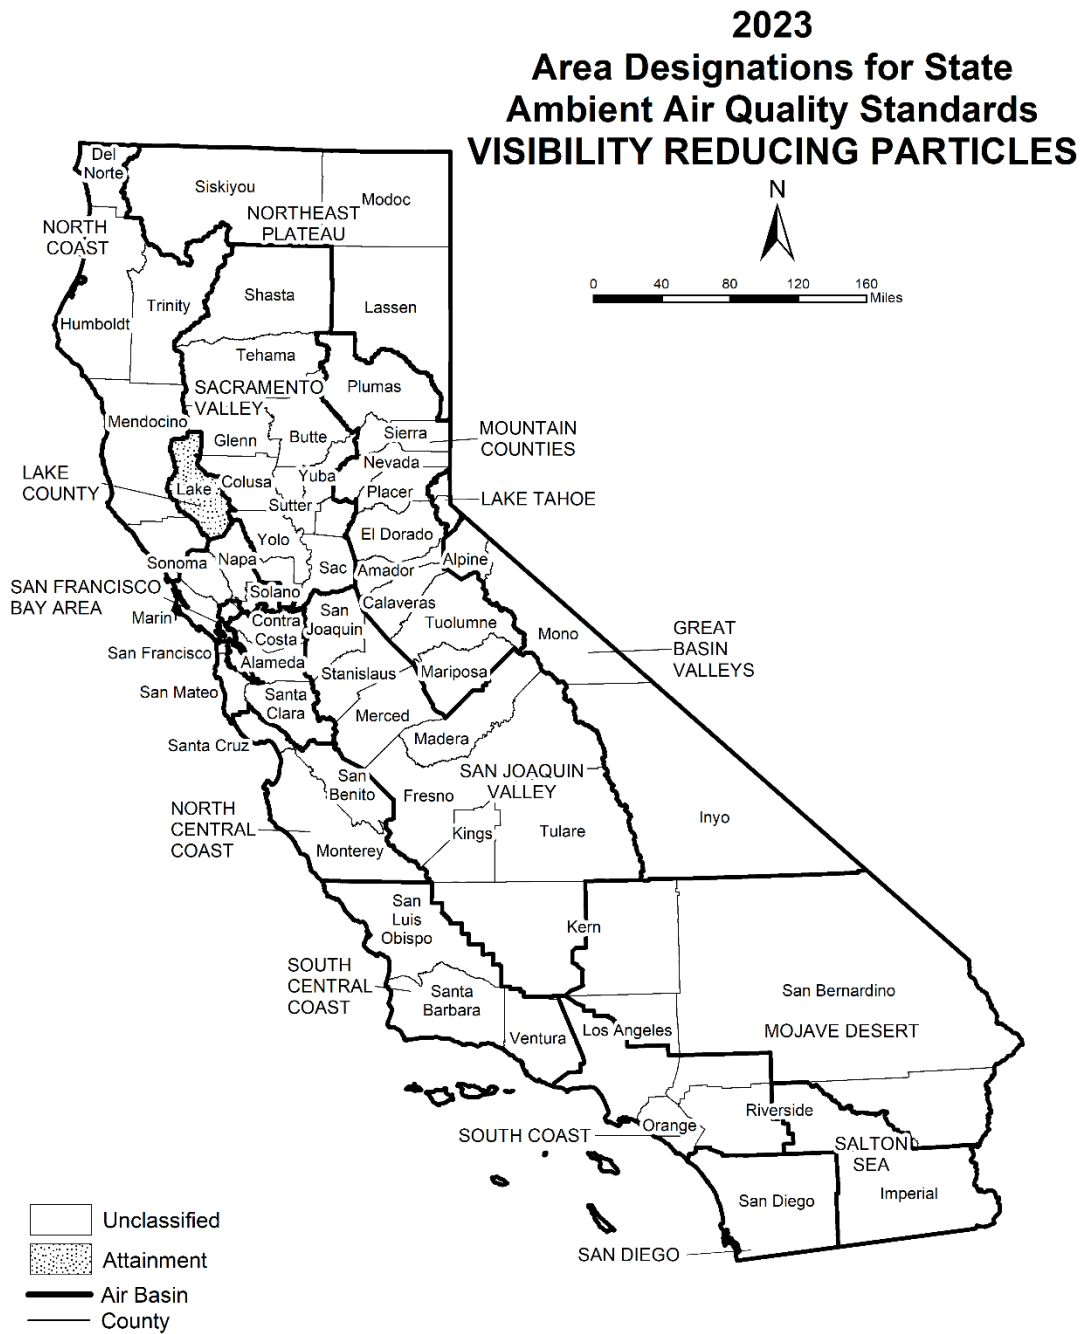 2023
Area Designations for State
Ambient Air Quality Standards
VISIBILITY REDUCING PARTICLES
N
0 40 80 120 160
Miles
Del
Norte
Siskiyou
Modoc
NORTHEAST
PLATEAU
NORTH
COAST
Shasta
Trinity
Lassen
Humboldt
Tehama
Plumas
SACRAMENTO
VALLEY
Mendocino
Glenn
Butte
Sierra
MOUNTAIN
COUNTIES
Nevada
LAKE
COUNTY
Lake
Colusa
Yuba
Placer
LAKE TAHOE
Sutter
El Dorado
Yolo
Sonoma
Napa
Sac
Amador
Alpine
SAN FRANCISCO
BAY AREA
Solano
Marin
Contra
Costa
San
Joaquin
Calaveras
Tuolumne
Mono
GREAT
BASIN
VALLEYS
San Francisco
Alameda
Stanislaus
Mariposa
San Mateo
Santa
Clara
Merced
Santa Cruz
Madera
SAN JOAQUIN
VALLEY
San
Benito
Fresno
NORTH
CENTRAL
COAST
Kings
Tulare
Inyo
Monterey
San
Luis
Obispo
Kern
SOUTH
CENTRAL
COAST
Santa
Barbara
San Bernardino
Ventura
Los Angeles
MOJAVE DESERT
Riverside
SOUTH COAST
Orange
SALTON
SEA
San Diego
Imperial
SAN DIEGO
Unclassified
Attainment
Air Basin
County